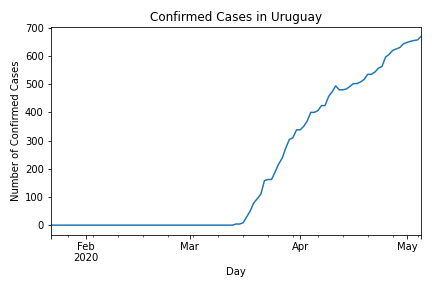 Confirmed Cases in Uruguay
Number of Confirmed Cases
700
600
500
400
300
200
100
0
Feb
2020
Mar
Apr
May
Day